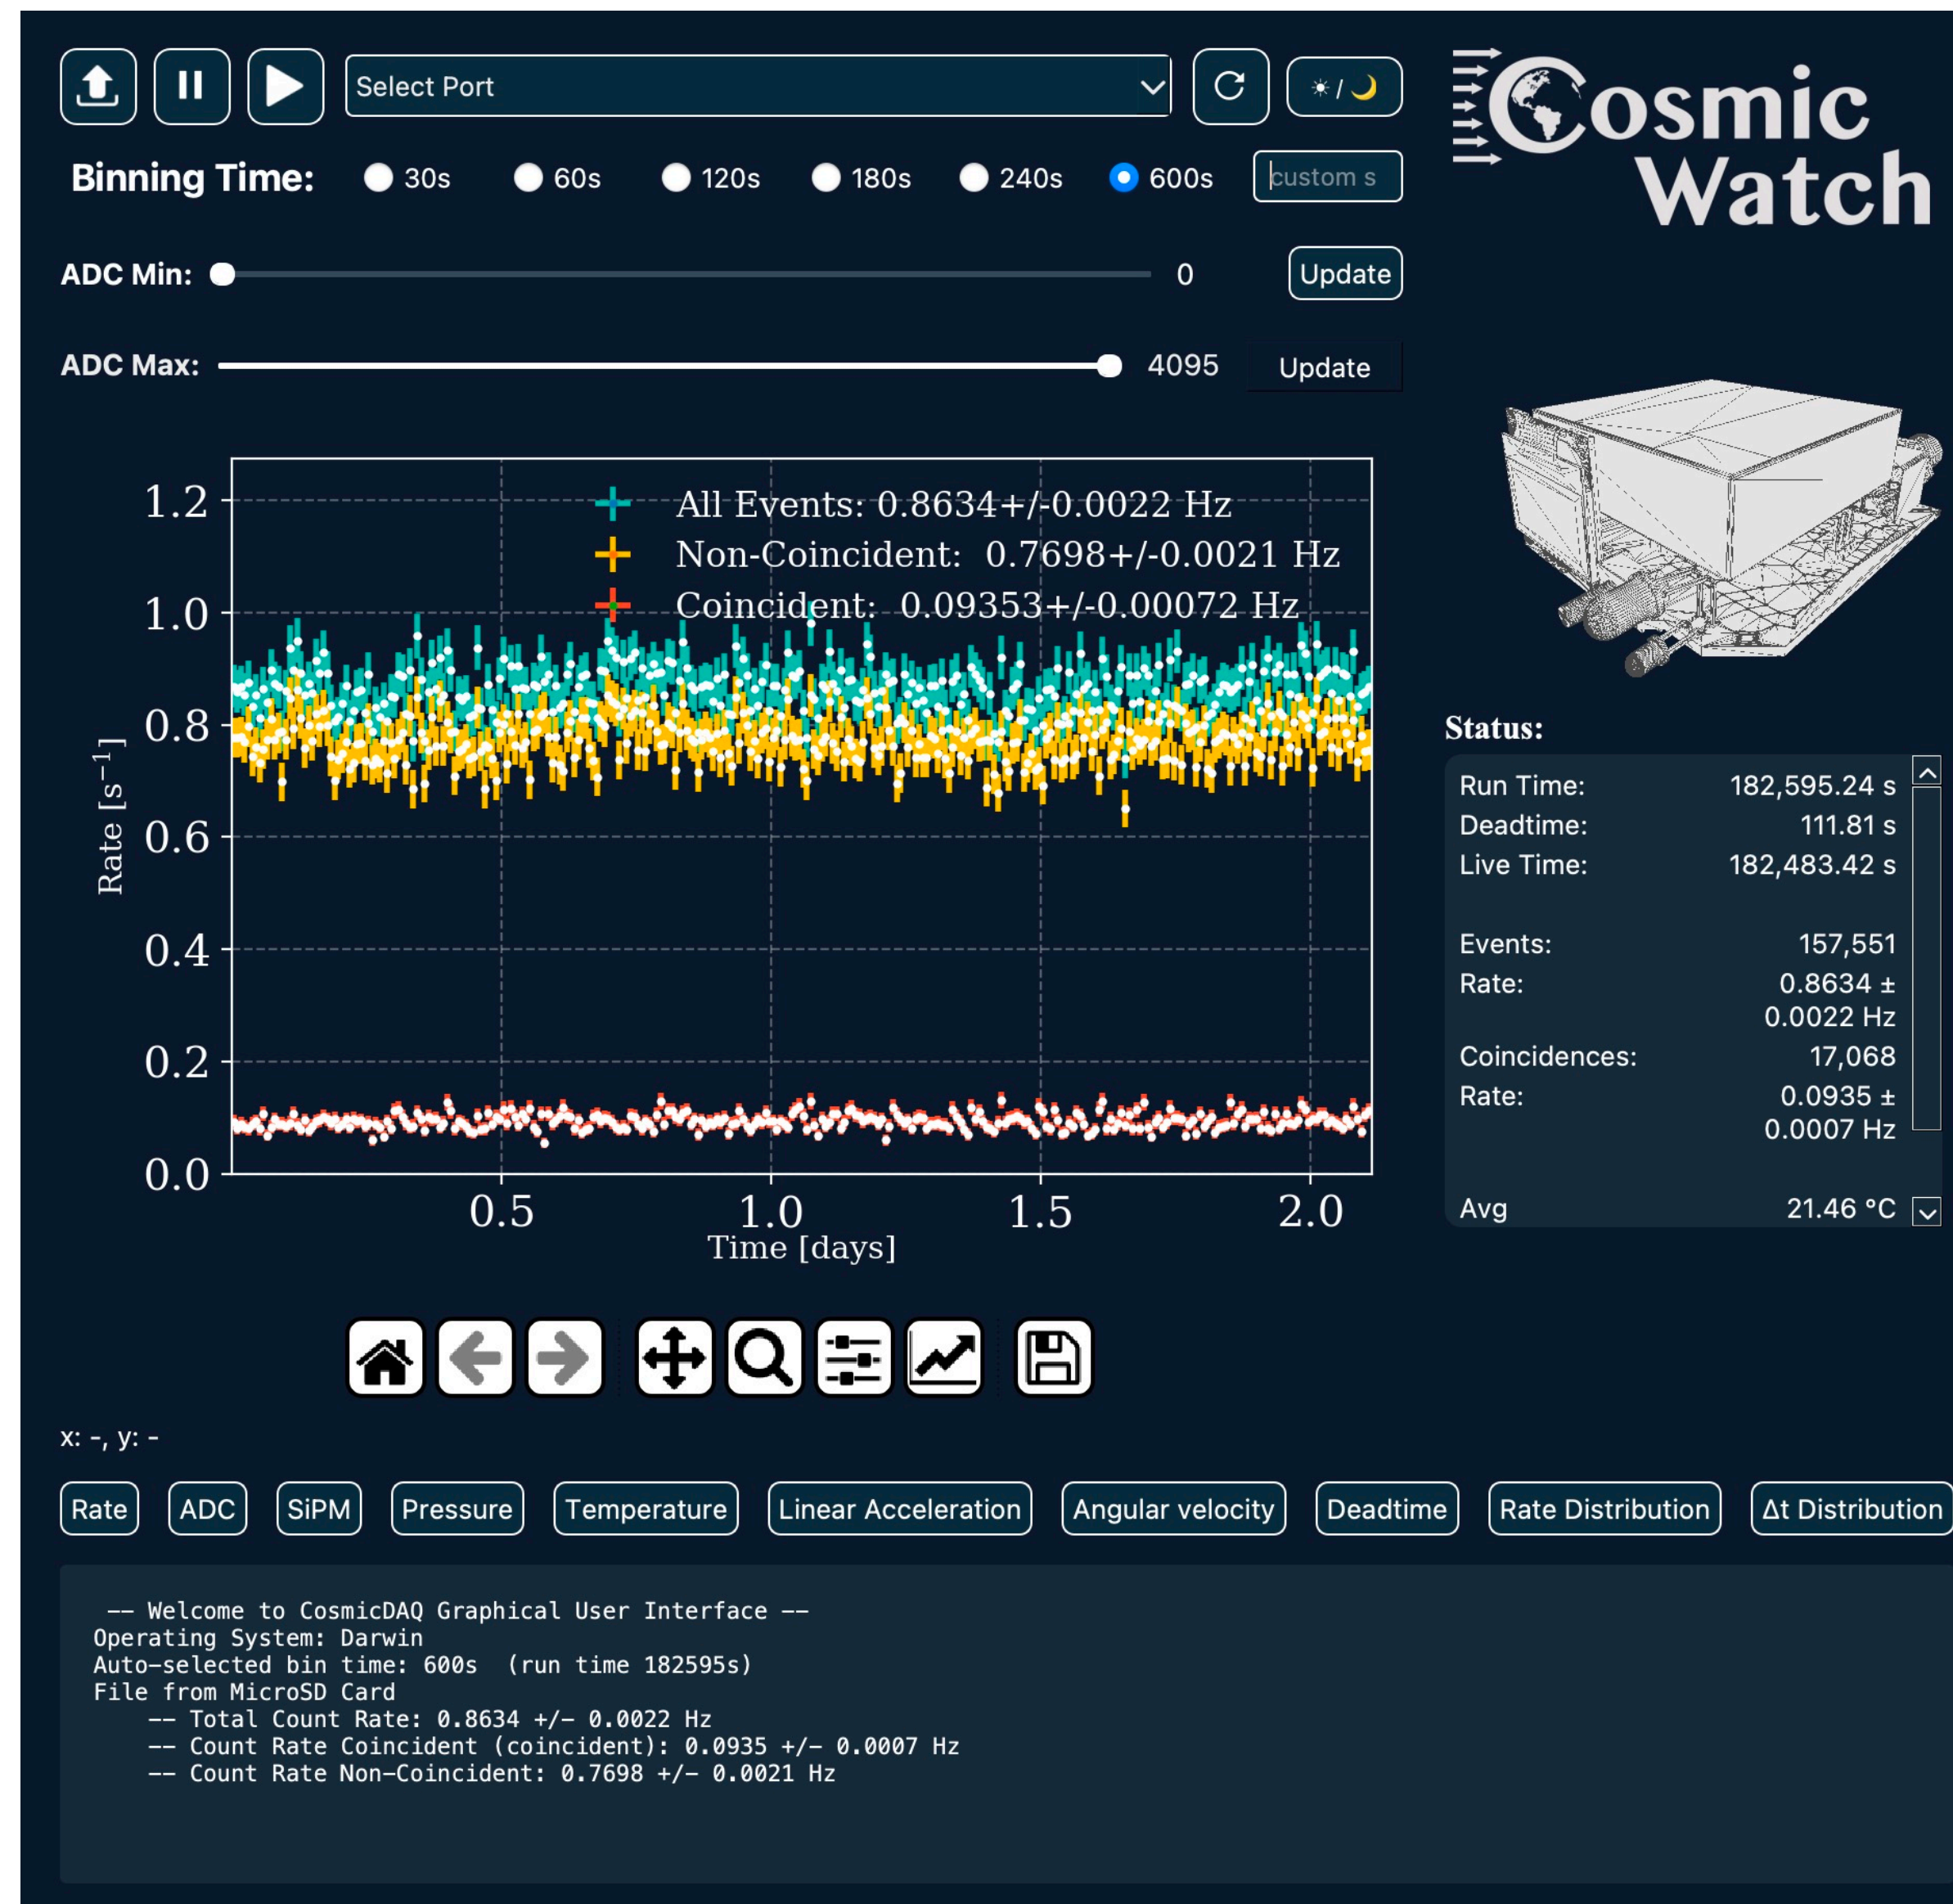 Select Port
☀/🌙
Cosmic
Watch
Binning Time: 30s 60s 120s 180s 240s 600s custom s
ADC Min: 0 Update
ADC Max: 4095 Update
1.2
1.0
0.8
0.6
0.4
0.2
0.0
Rate [s⁻¹]
All Events: 0.8634+/-0.0022 Hz
Non-Coincident: 0.7698+/-0.0021 Hz
Coincident: 0.09353+/-0.00072 Hz
0.5 1.0 1.5 2.0
Time [days]
Status:
Run Time: 182,595.24 s
Deadtime: 111.81 s
Live Time: 182,483.42 s
Events: 157,551
Rate: 0.8634 ±
0.0022 Hz
Coincidences: 17,068
Rate: 0.0935 ±
0.0007 Hz
Avg 21.46 °C
x: -, y: -
Rate ADC SiPM Pressure Temperature Linear Acceleration Angular velocity Deadtime Rate Distribution Δt Distribution
-- Welcome to CosmicDAQ Graphical User Interface --
Operating System: Darwin
Auto-selected bin time: 600s (run time 182595s)
File from MicroSD Card
-- Total Count Rate: 0.8634 +/- 0.0022 Hz
-- Count Rate Coincident (coincident): 0.0935 +/- 0.0007 Hz
-- Count Rate Non-Coincident: 0.7698 +/- 0.0021 Hz